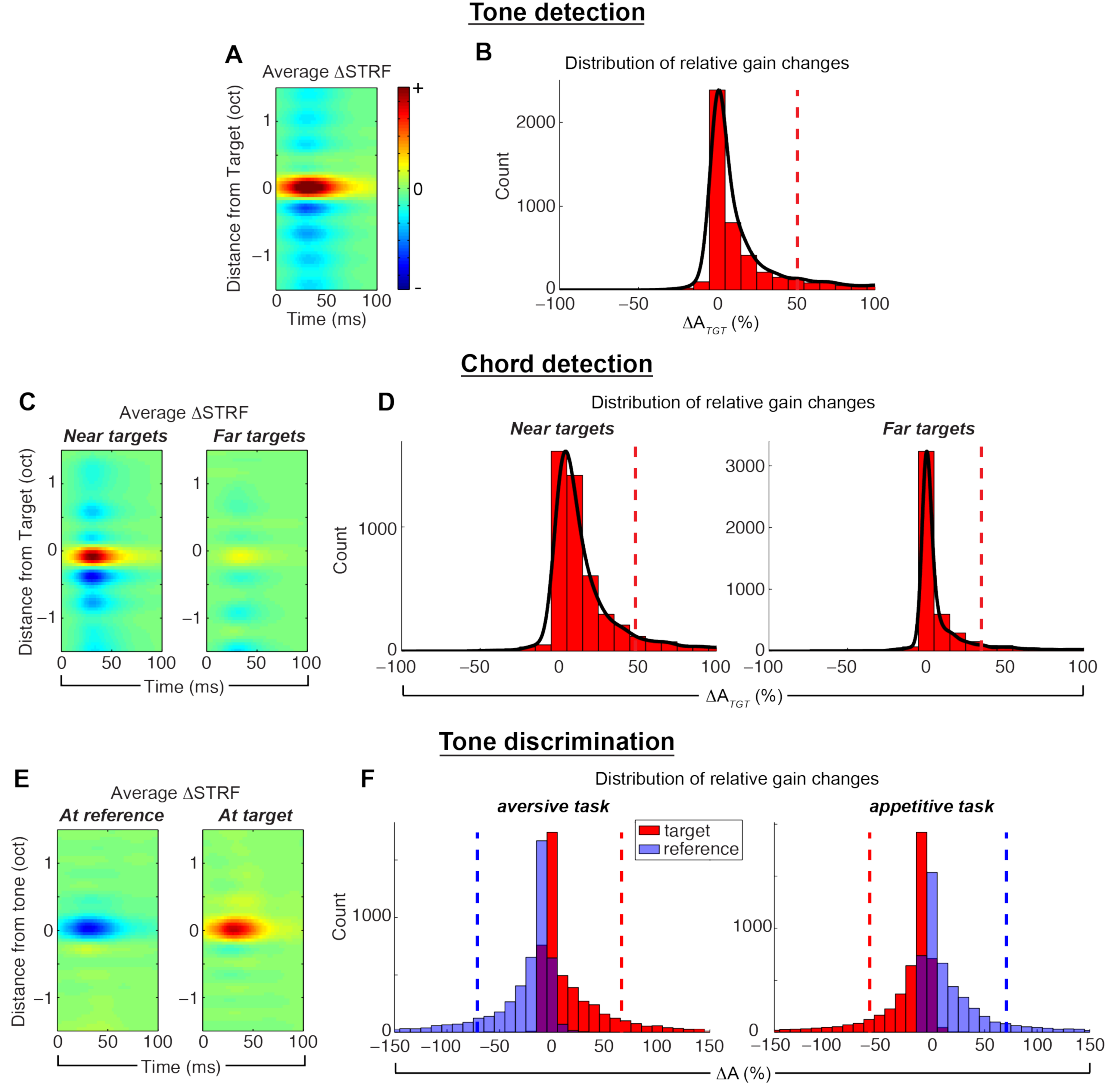 Tone detection
A
Average ΔSTRF
Distance from Target (oct)
1
0
−1
0 50 100
Time (ms)
+
0
-
B
Distribution of relative gain changes
Count
2000
1000
0
−100 −50 0 50 100
ΔA_TGT (%)
Chord detection
C
Average ΔSTRF
Near targets Far targets
Distance from Target (oct)
1
0
−1
0 50 100
1
0
−1
0 50 100
Time (ms)
D
Distribution of relative gain changes
Near targets
Count
1000
0
−100 −50 0 50 100
Far targets
3000
2000
1000
0
−100 −50 0 50 100
ΔA_TGT (%)
Tone discrimination
E
Average ΔSTRF
At reference At target
Distance from tone (oct)
1
0
−1
0 50 100
1
0
−1
0 50 100
Time (ms)
F
Distribution of relative gain changes
aversive task
Count
1000
0
−150 −100 −50 0 50 100 150
target
reference
appetitive task
1000
0
−150 −100 −50 0 50 100 150
ΔA (%)